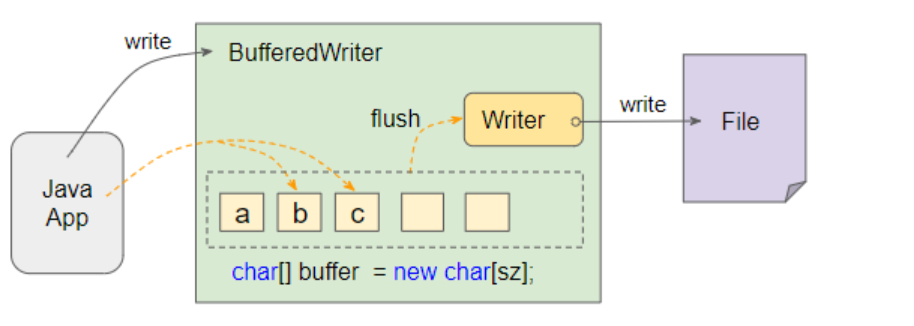 write
BufferedWriter
flush
Writer
write
File
Java
App
a b c
char[] buffer = new char[sz];